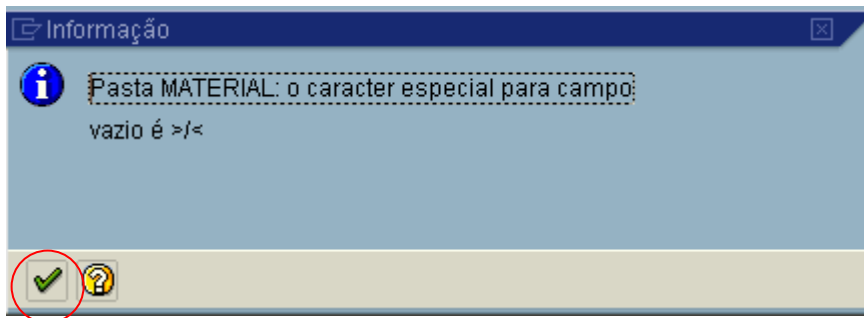 Informação
Pasta MATERIAL: o caracter especial para campo
vazio é >/<